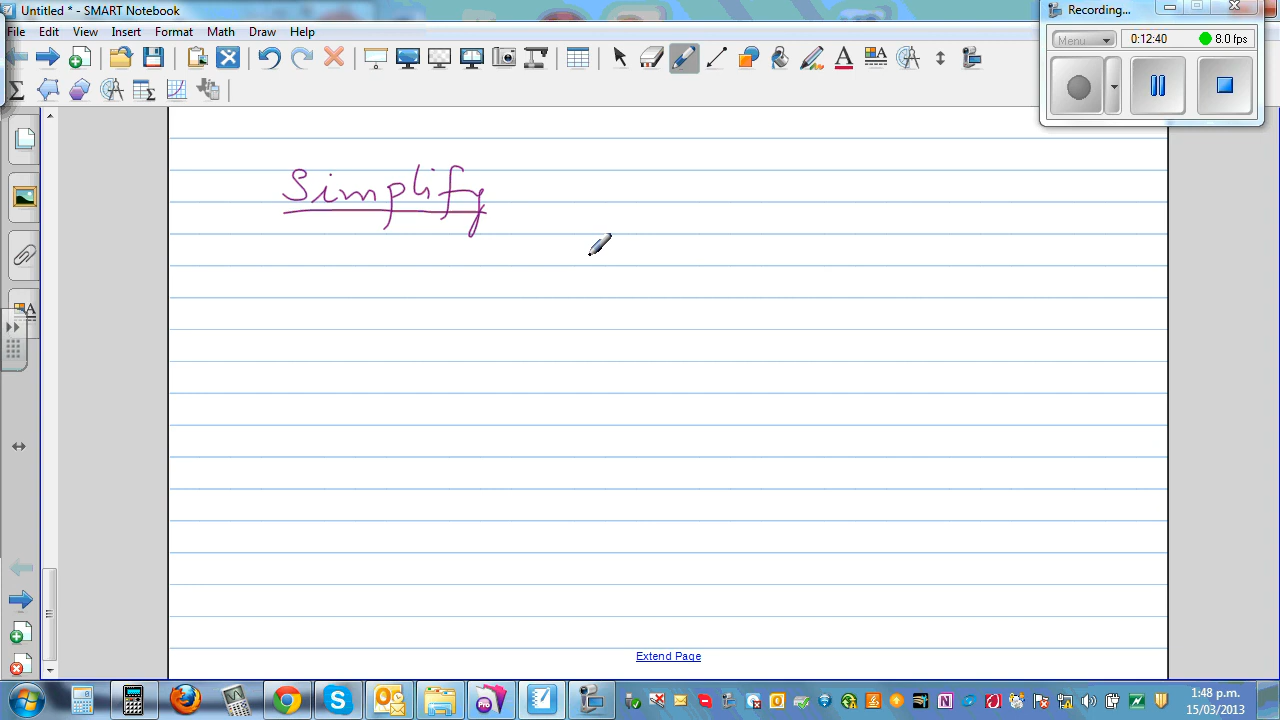 Untitled * - SMART Notebook
Recording...
File Edit View Insert Format Math Draw Help
Menu
0:12:40
8.0 fps
Simplify
Extend Page
1:48 p.m.
15/03/2013